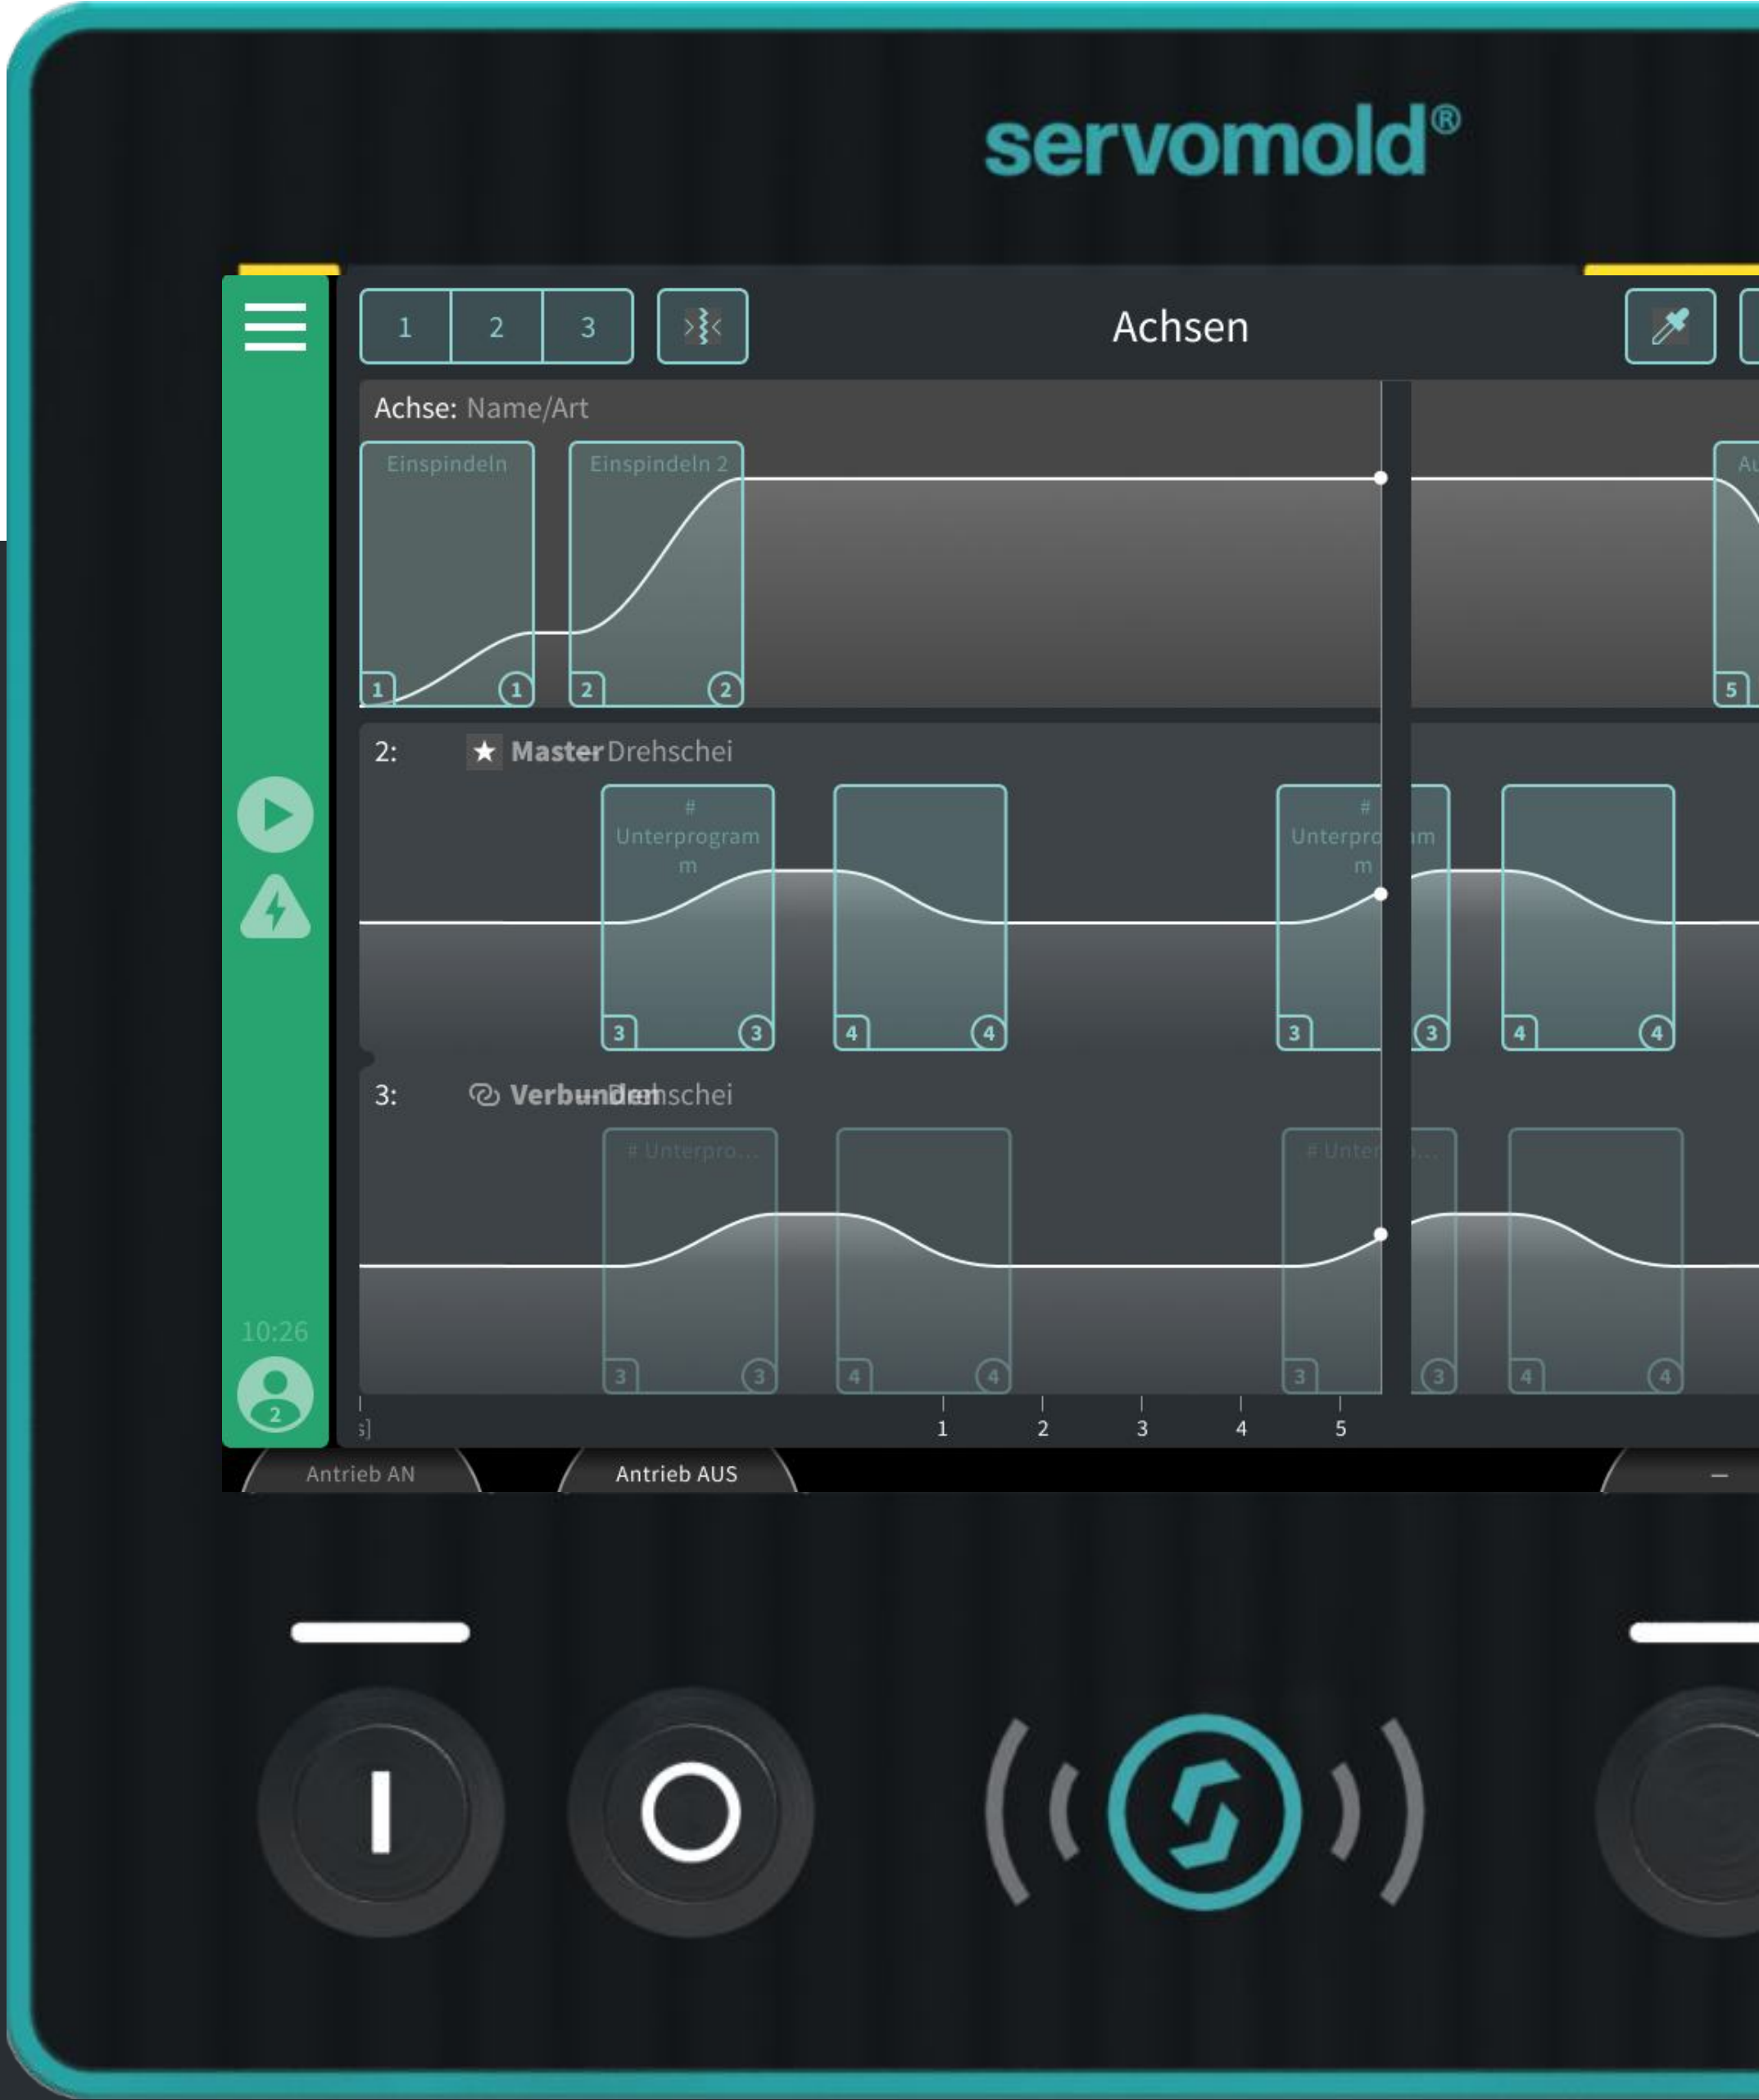 servomold®
1 2 3
Achsen
Achse: Name/Art
Einspindeln
Einspindeln 2
1 1 2 2 5
2: Master Drehschei
#
Unterprogram
m
#
3 3 4 4 3 3 4 4
3: Verbunden Drehschei
# Unterpro...
3 3 4 4 3 3 4 4
1 2 3 4 5
s]
10:26
2
Antrieb AN
Antrieb AUS
–